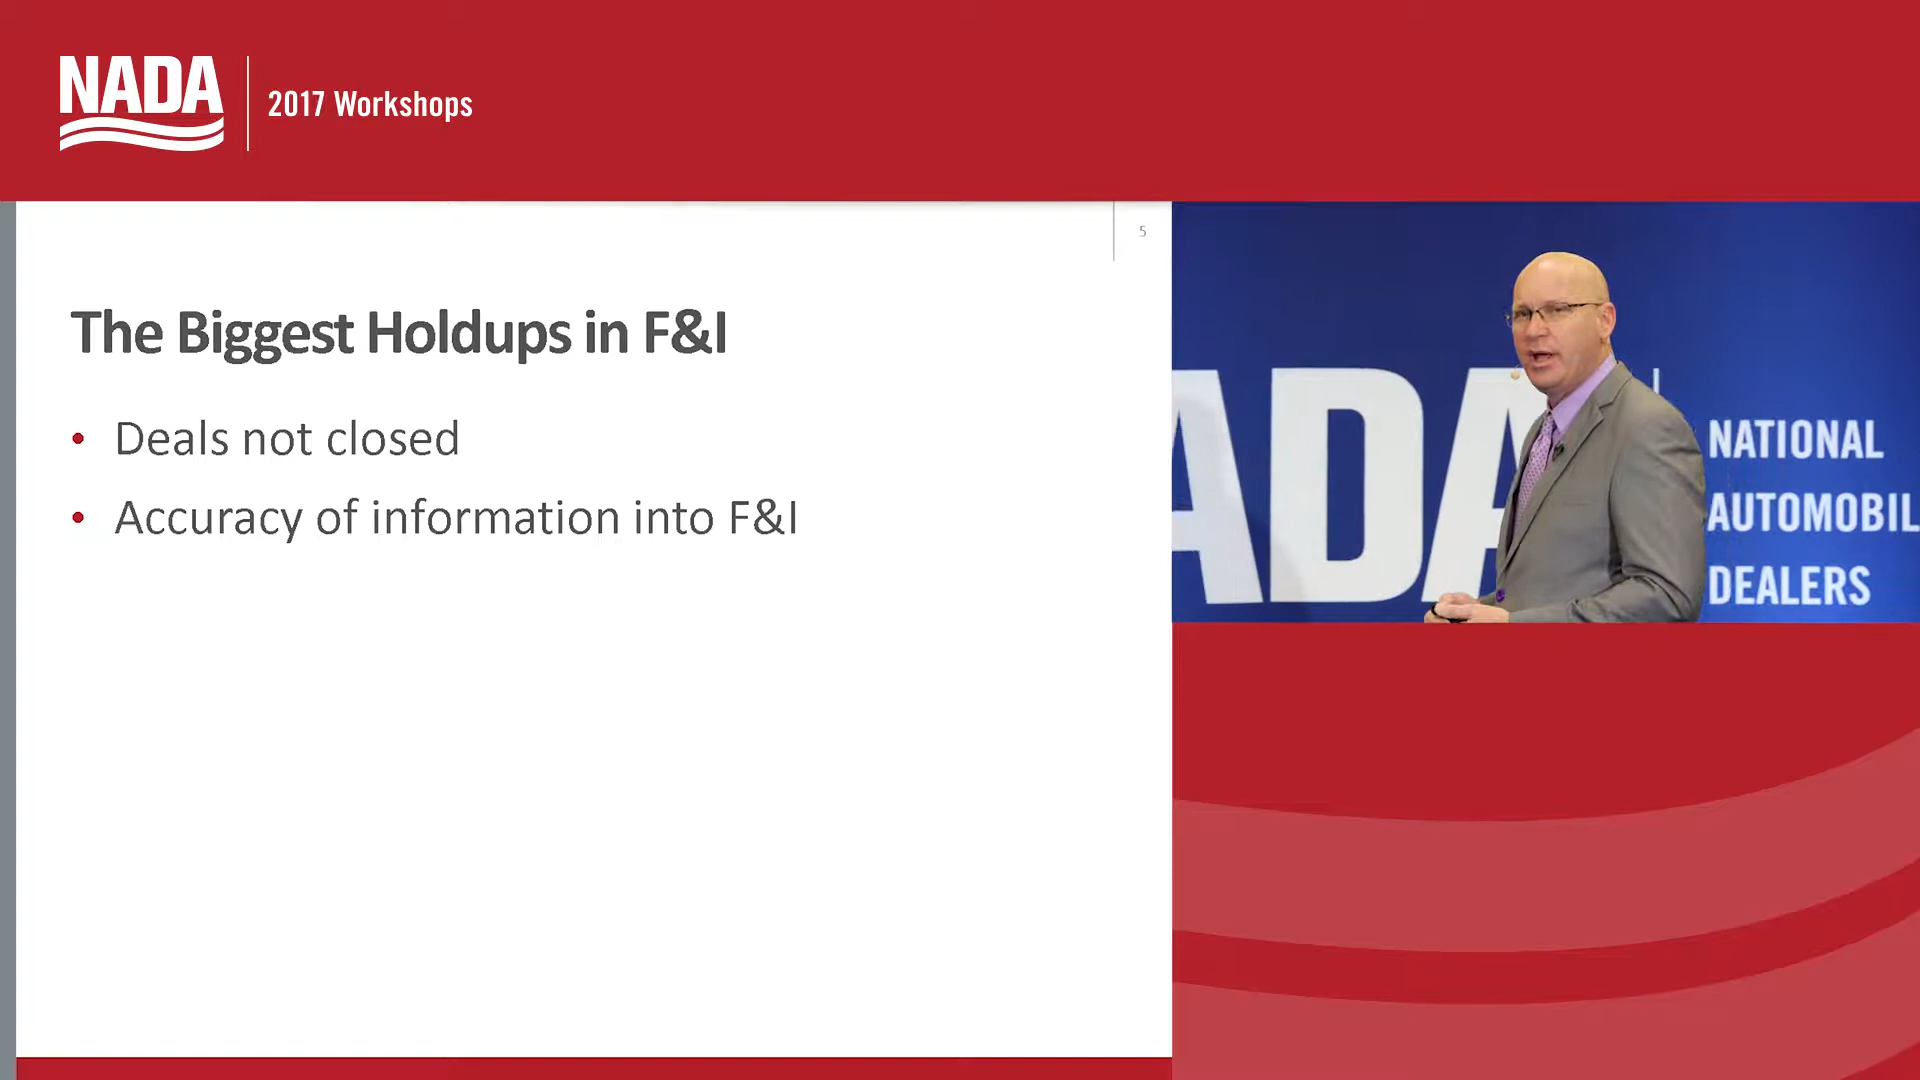 NADA
2017 Workshops
5
The Biggest Holdups in F&I
• Deals not closed
• Accuracy of information into F&I
ADA
NATIONAL
AUTOMOBIL
DEALERS